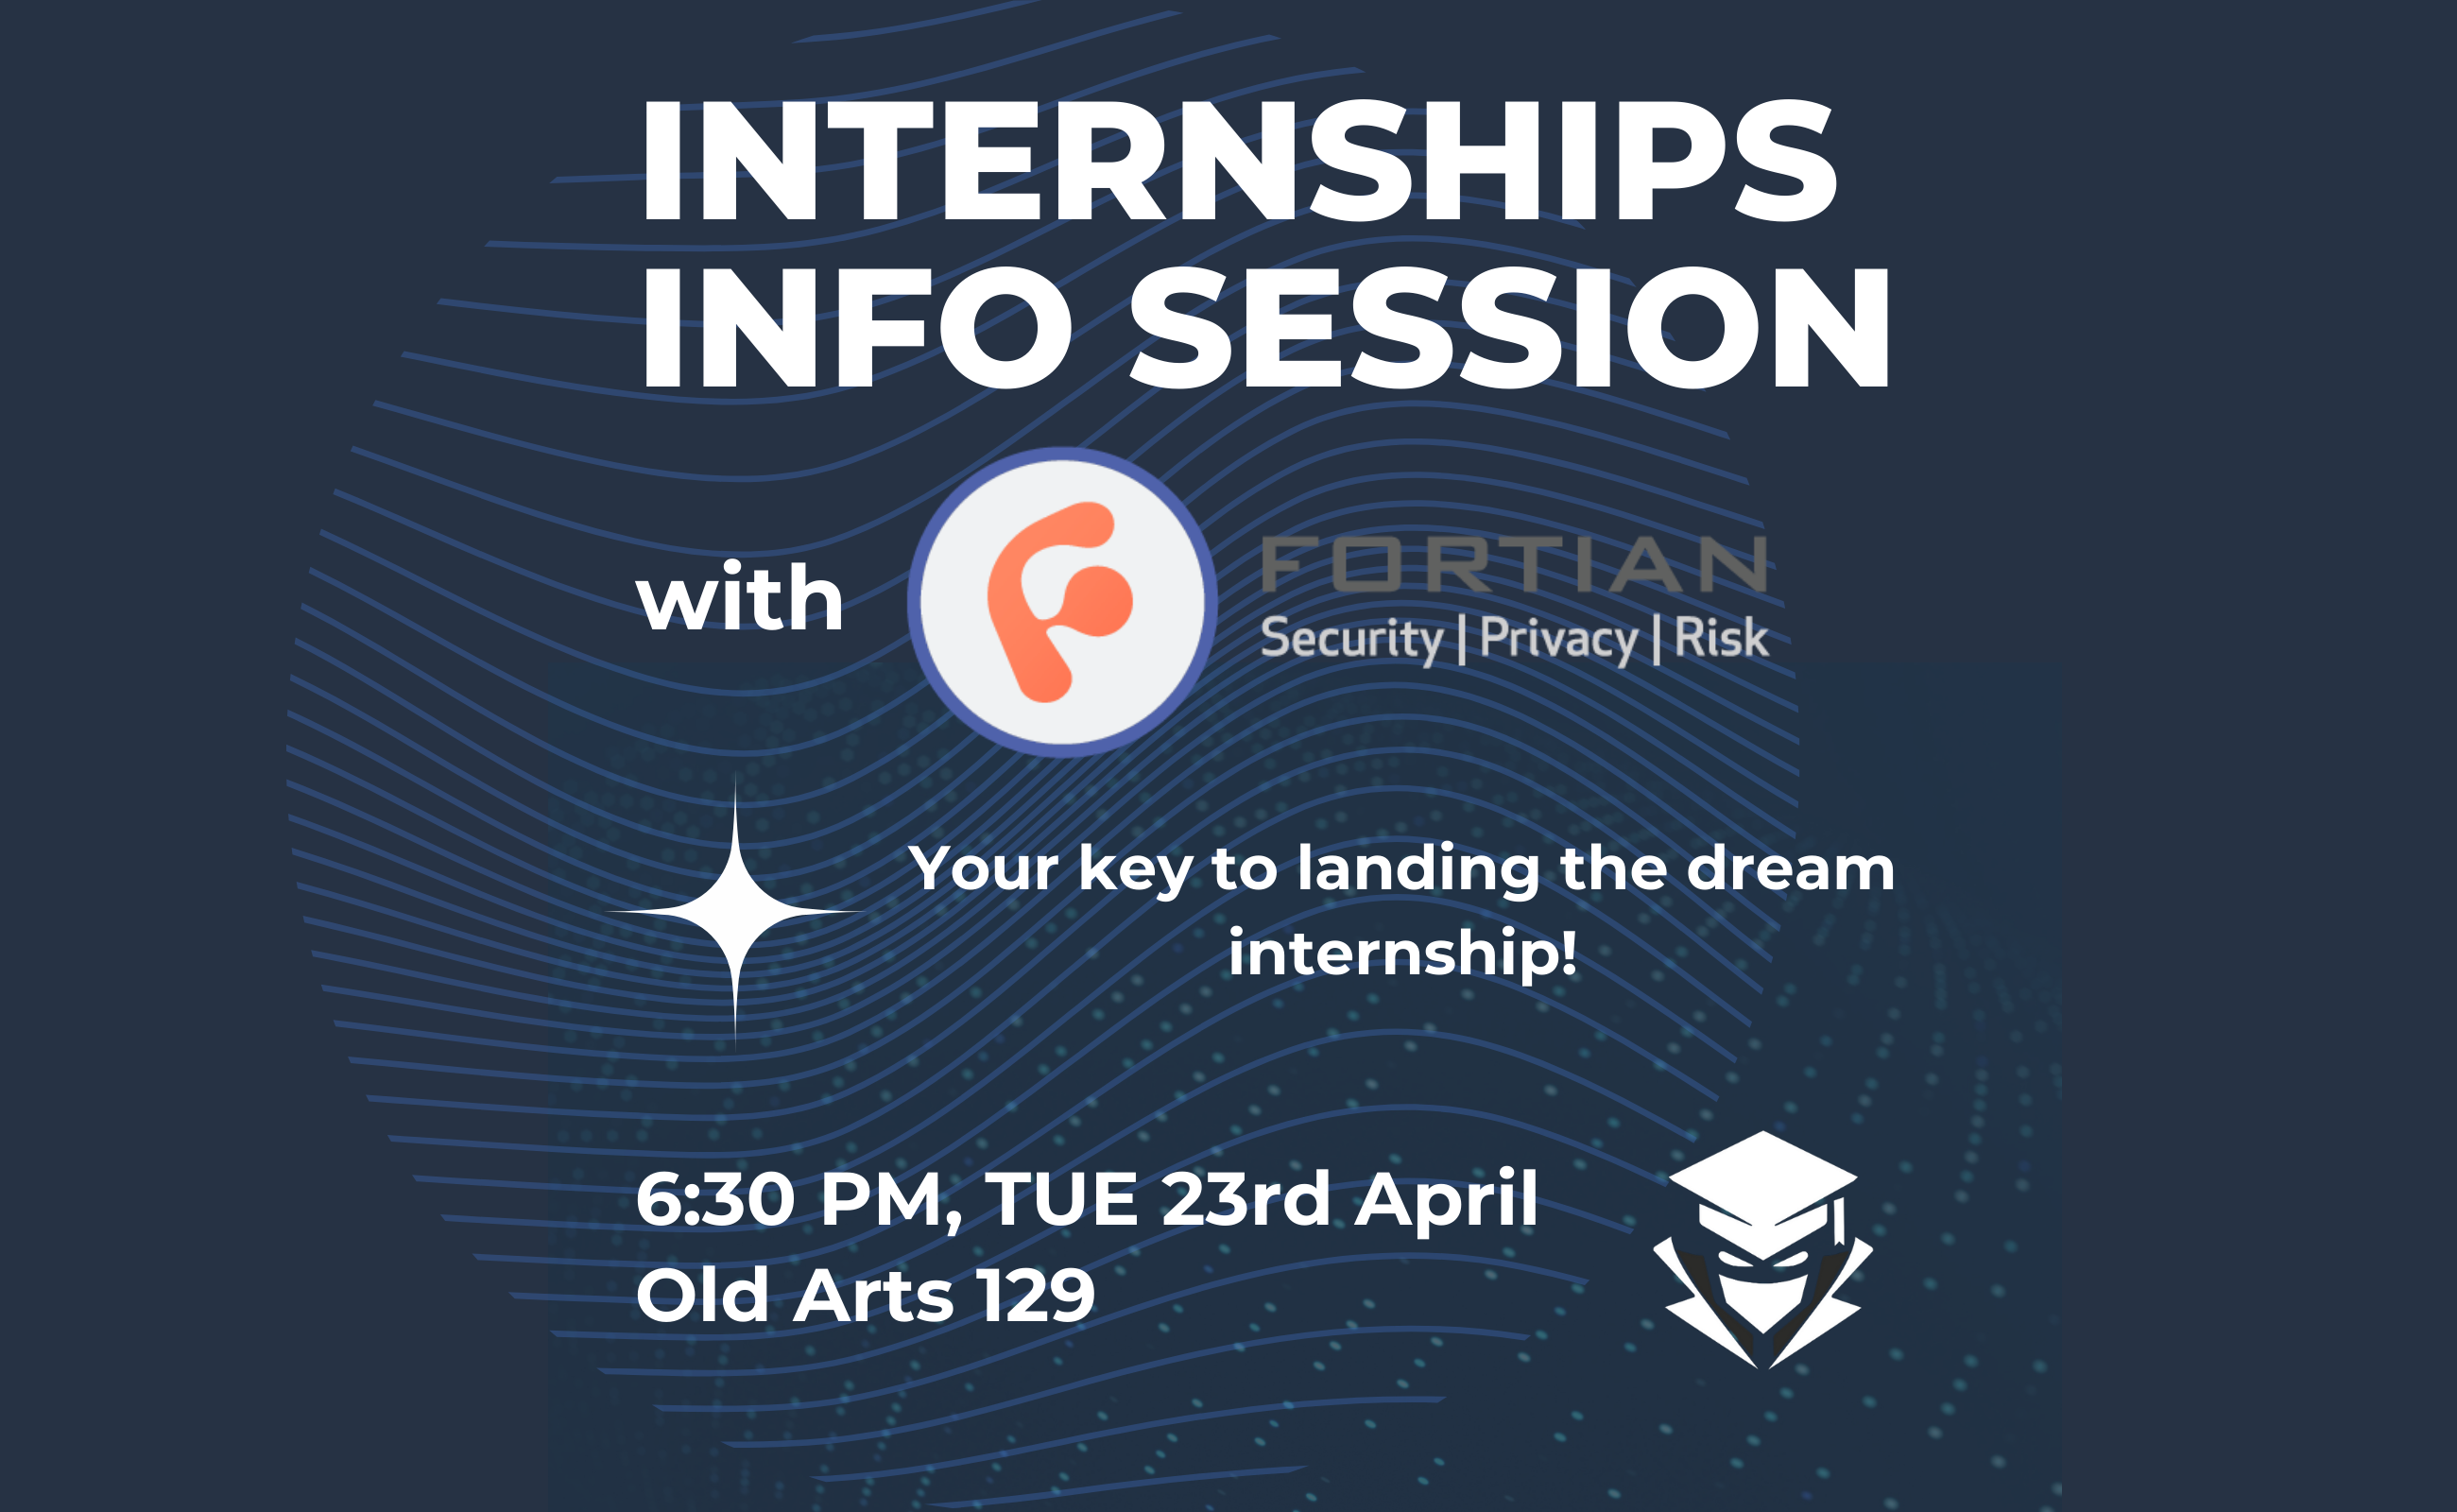 INTERNSHIPS
INFO SESSION
with
FORTIAN
Security | Privacy | Risk
Your key to landing the dream
internship!
6:30 PM, TUE 23rd April
Old Arts 129